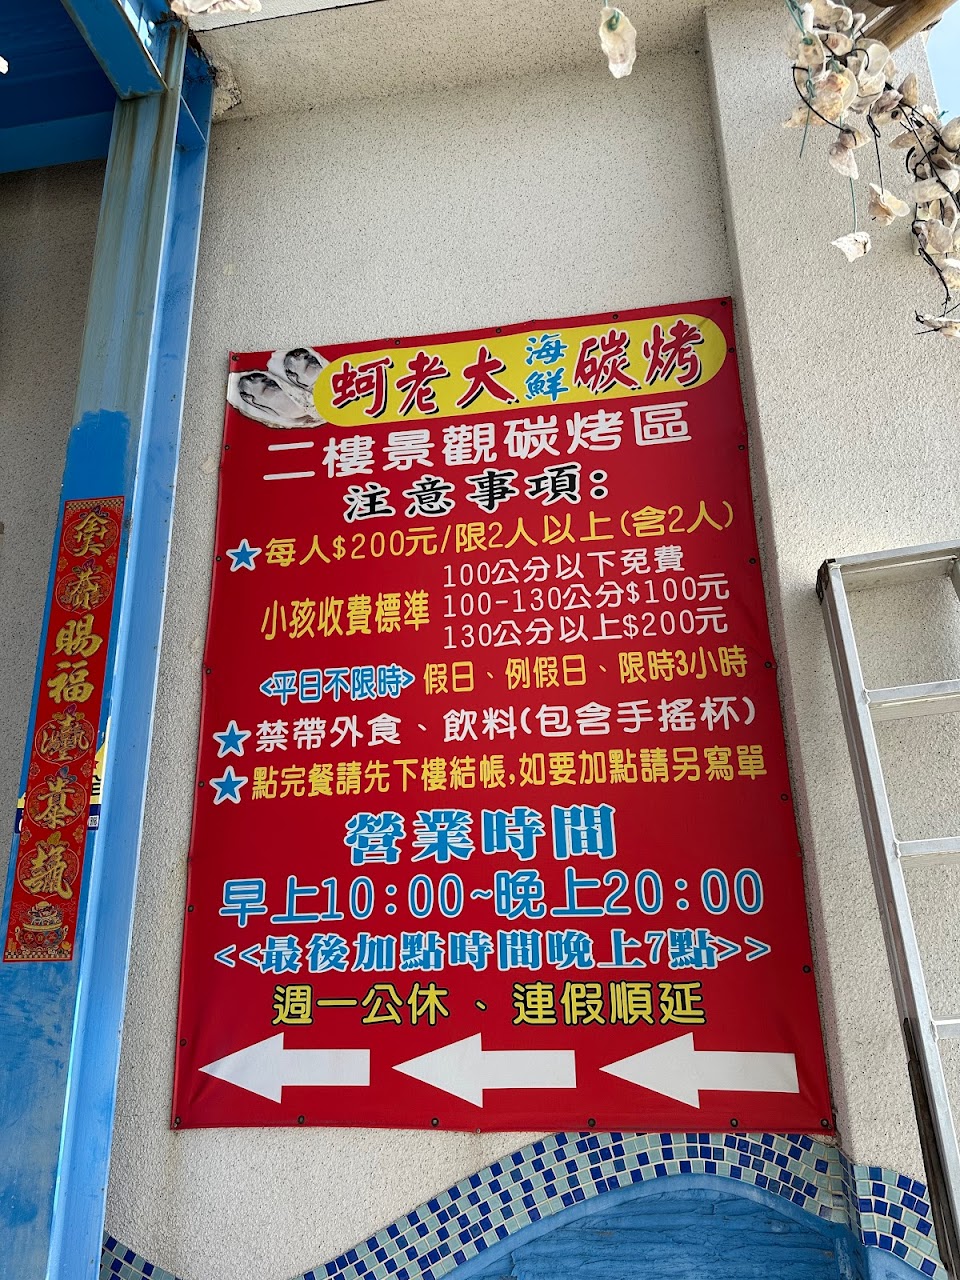 蚵老大海鮮碳烤
二樓景觀碳烤區
注意事項:
每人$200元/限2人以上(含2人)
小孩收費標準
100公分以下免費
100-130公分$100元
130公分以上$200元
<平日不限時>假日、例假日、限時3小時
禁帶外食、飲料(包含手搖杯)
點完餐請先下樓結帳,如要加點請另寫單
營業時間
早上10:00~晚上20:00
<<最後加點時間晚上7點>>
週一公休、連假順延
賜福